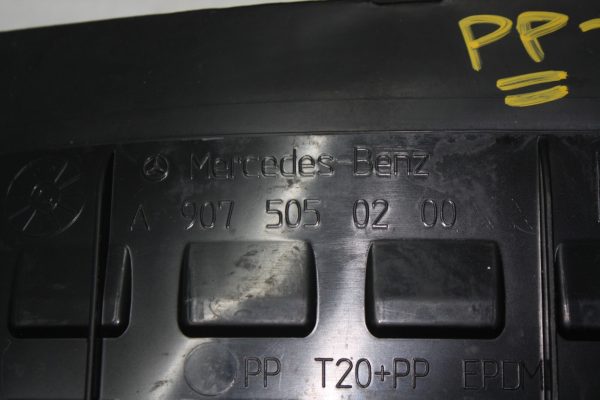 PP-
Mercedes-Benz
A 907 505 02 00
PP T20+PP EPDM